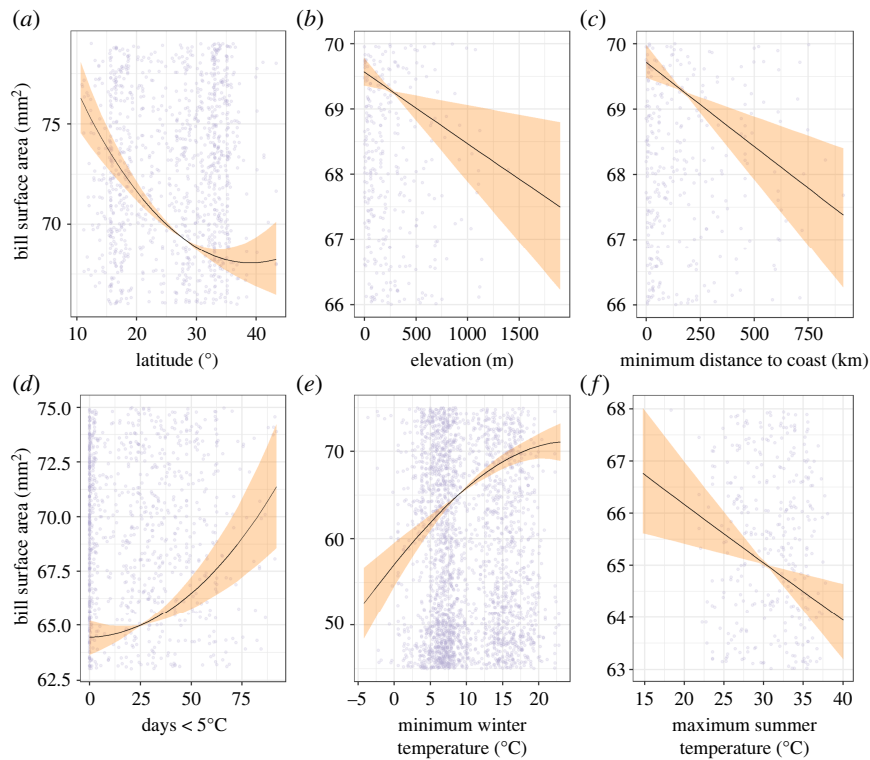 (a) (b) (c)
bill surface area (mm²)
75
70
10 20 30 40
latitude (°)
70
69
68
67
66
0 500 1000 1500
elevation (m)
70
69
68
67
66
0 250 500 750
minimum distance to coast (km)
(d) (e) (f)
bill surface area (mm²)
75.0
72.5
70.0
67.5
65.0
62.5
0 25 50 75
days < 5°C
70
60
50
−5 0 5 10 15 20
minimum winter
temperature (°C)
68
67
66
65
64
63
15 20 25 30 35 40
maximum summer
temperature (°C)